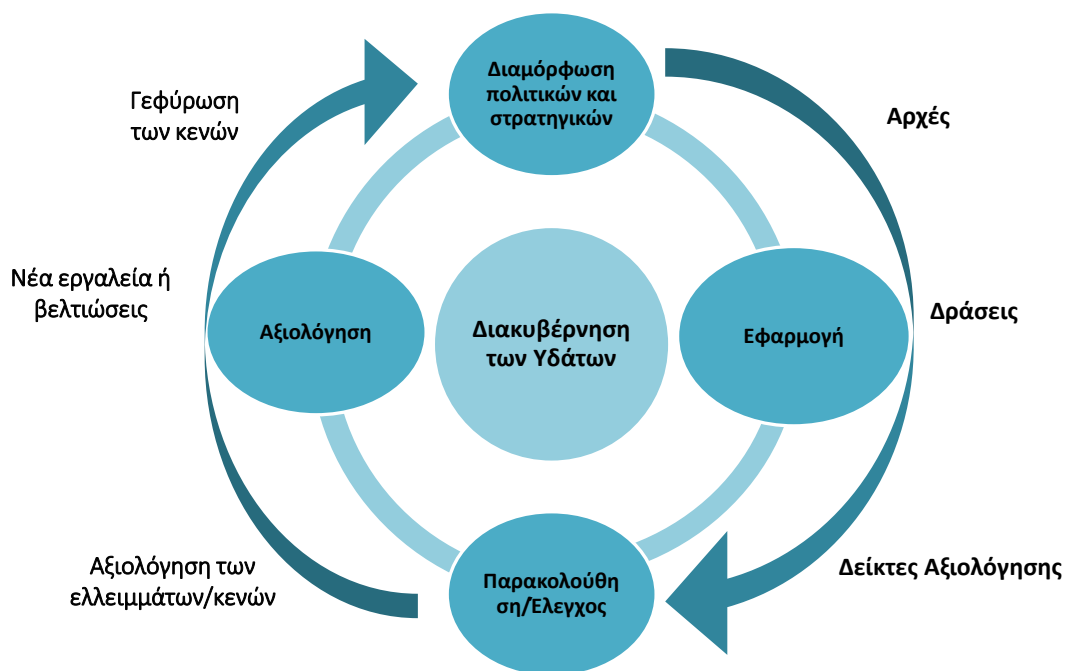 Διαμόρφωση
πολιτικών και
στρατηγικών
Γεφύρωση
των κενών
Αρχές
Νέα εργαλεία ή
βελτιώσεις
Αξιολόγηση
Διακυβέρνηση
των Υδάτων
Εφαρμογή
Δράσεις
Αξιολόγηση των
ελλειμμάτων/κενών
Παρακολούθη
ση/Έλεγχος
Δείκτες Αξιολόγησης